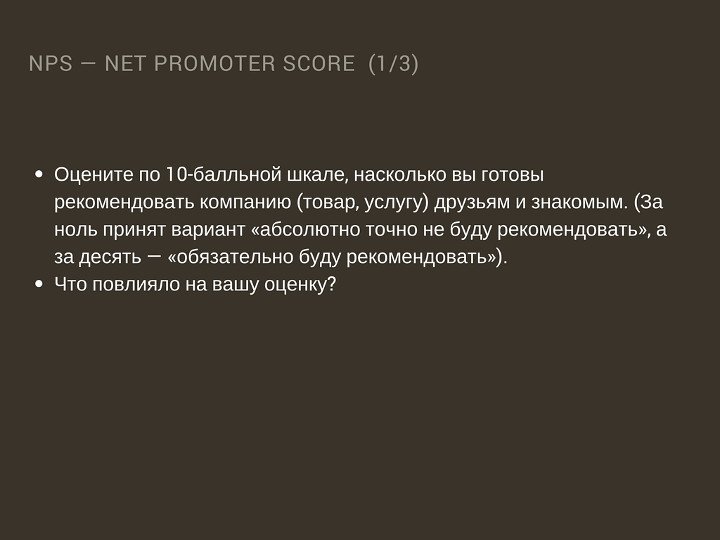 NPS — NET PROMOTER SCORE (1/3)
• Оцените по 10-балльной шкале, насколько вы готовы
рекомендовать компанию (товар, услугу) друзьям и знакомым. (За
ноль принят вариант «абсолютно точно не буду рекомендовать», а
за десять — «обязательно буду рекомендовать»).
• Что повлияло на вашу оценку?